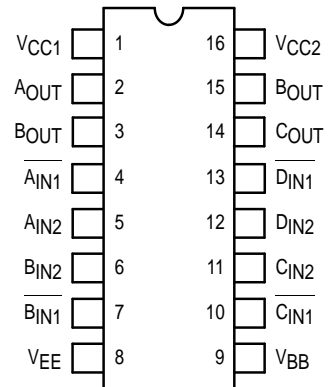 VCC1 1 16 VCC2
AOUT 2 15 BOUT
BOUT 3 14 COUT
AIN1 4 13 DIN1
AIN2 5 12 DIN2
BIN2 6 11 CIN2
BIN1 7 10 CIN1
VEE 8 9 VBB